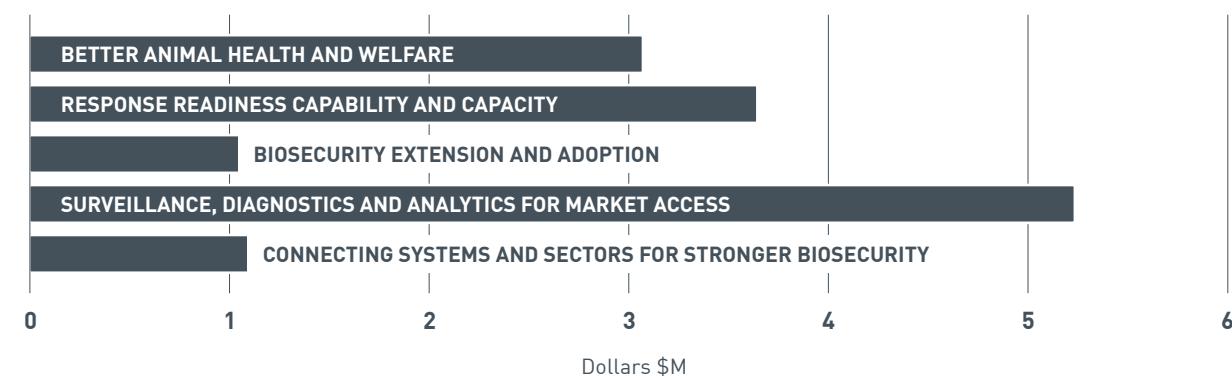 BETTER ANIMAL HEALTH AND WELFARE
RESPONSE READINESS CAPABILITY AND CAPACITY
BIOSECURITY EXTENSION AND ADOPTION
SURVEILLANCE, DIAGNOSTICS AND ANALYTICS FOR MARKET ACCESS
CONNECTING SYSTEMS AND SECTORS FOR STRONGER BIOSECURITY
0 1 2 3 4 5 6
Dollars $M